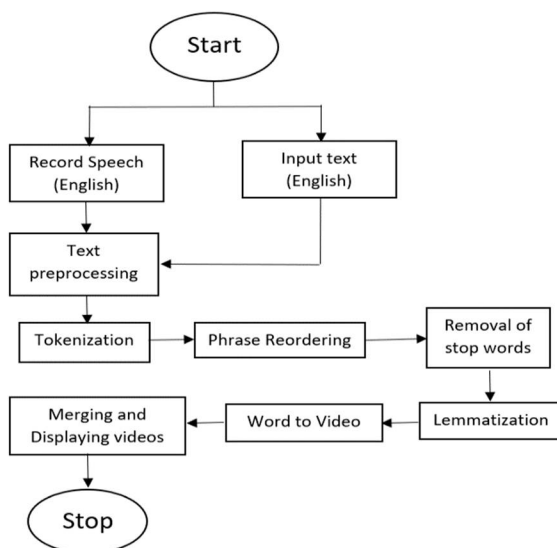 Start
Record Speech
(English)
Input text
(English)
Text
preprocessing
Tokenization
Phrase Reordering
Removal of
stop words
Lemmatization
Word to Video
Merging and
Displaying videos
Stop